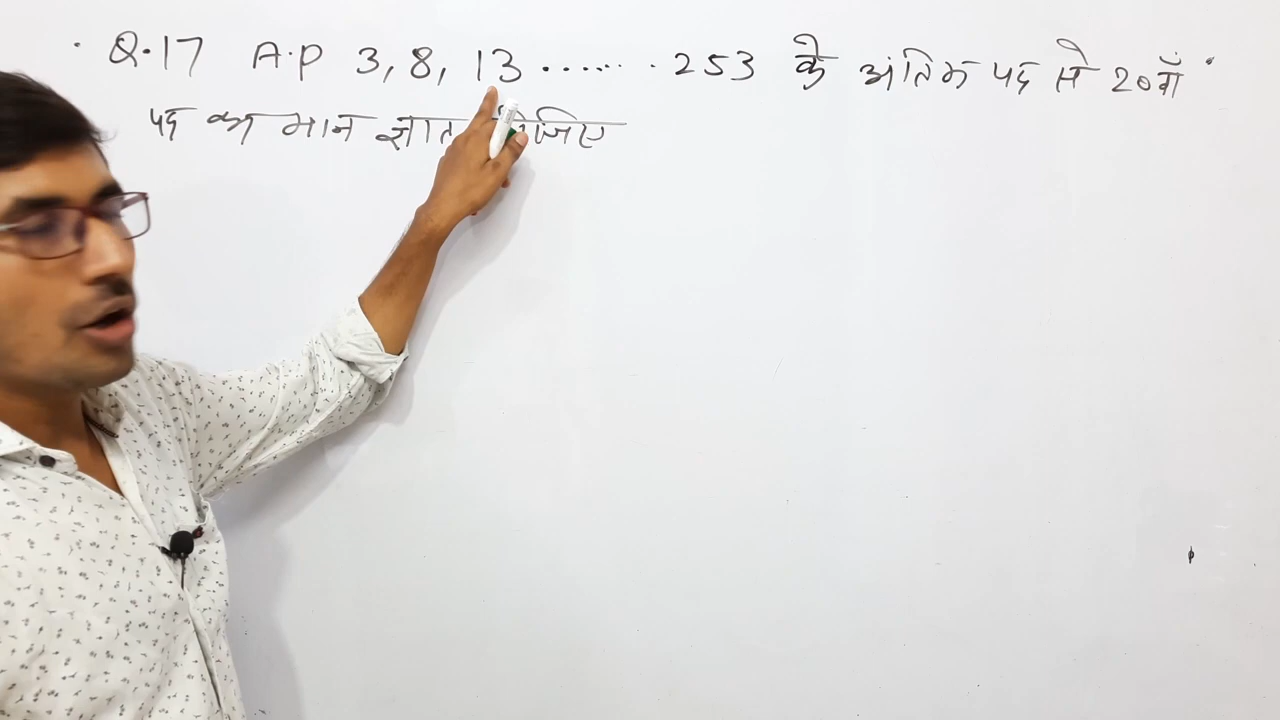 Q.17 A.P 3, 8, 13 ...... . 253 के अंतिम पद से 20वाँ
पद का मान ज्ञात कीजिए